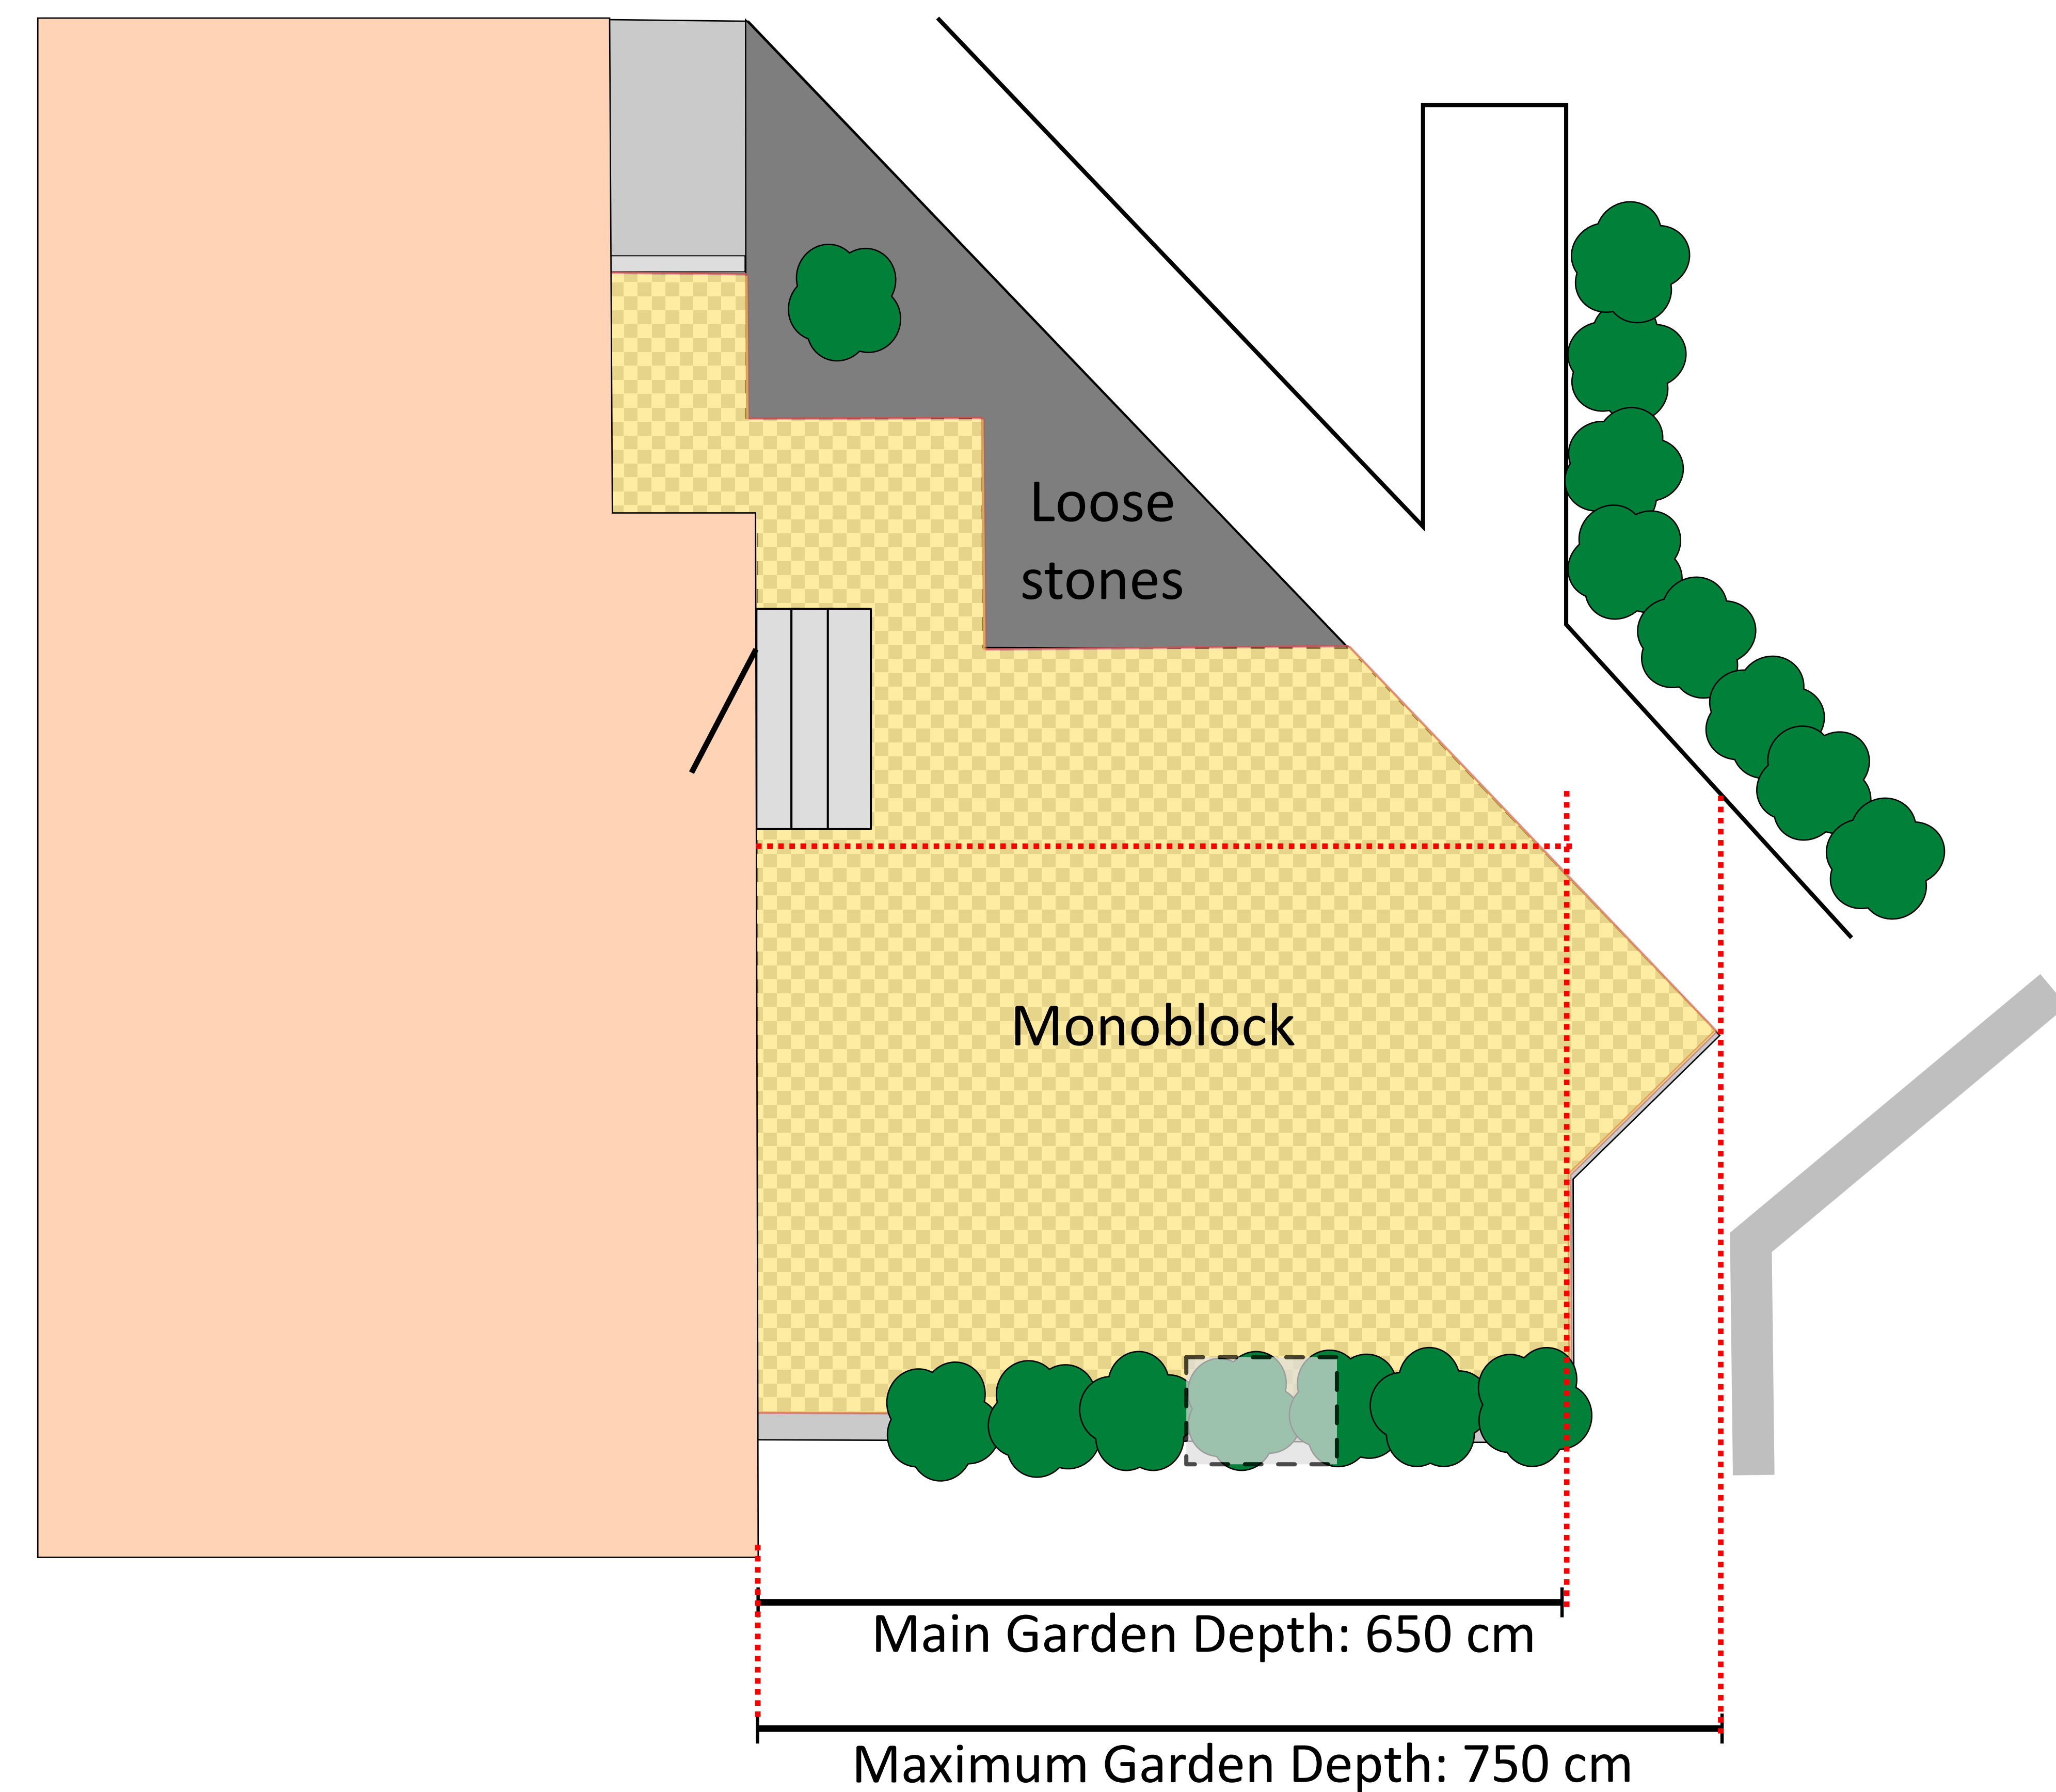 Loose
stones
Monoblock
Main Garden Depth: 650 cm
Maximum Garden Depth: 750 cm